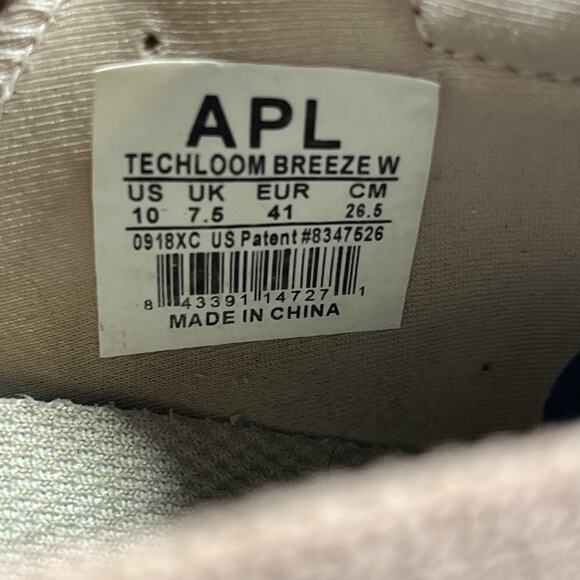 APL
TECHLOOM BREEZE W
US UK EUR CM
10 7.5 41 26.5
0918XC US Patent #8347526
8 43391 14727 1
MADE IN CHINA